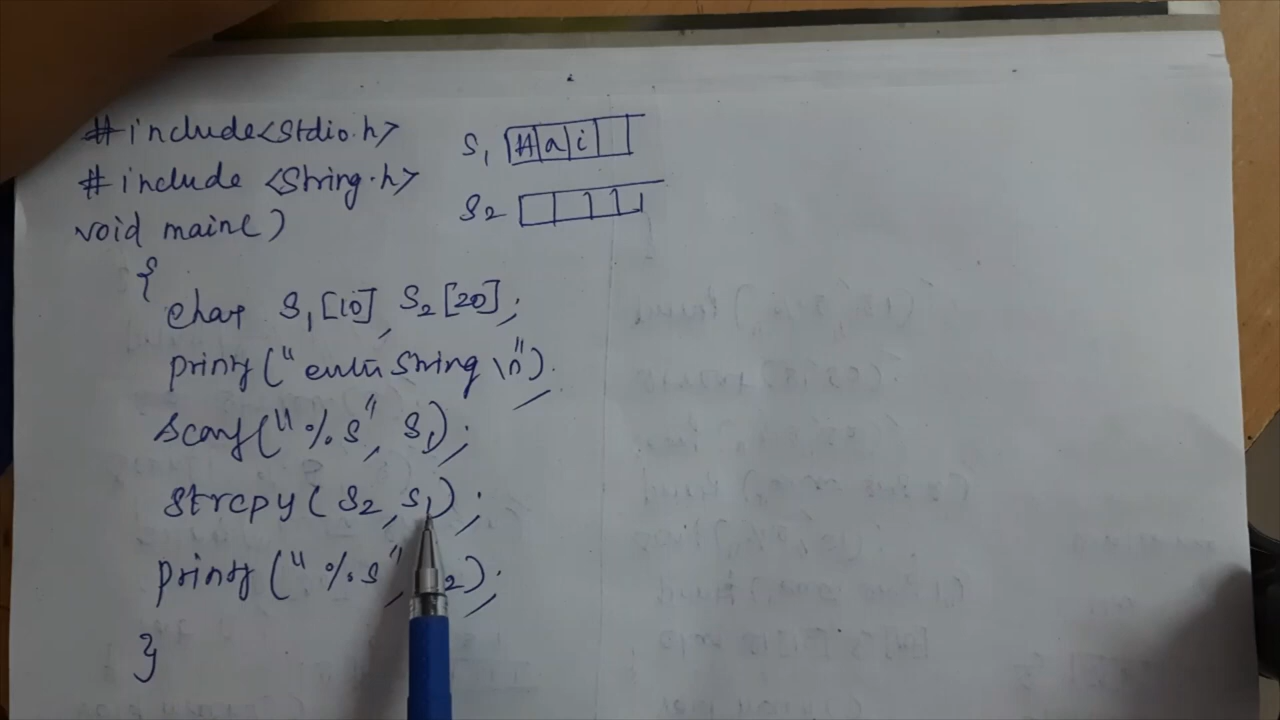 #include<stdio.h>
#include <string.h>
void main()
{
char S1[10], S2[20];
printf("enter string \n").
scanf("%s", S1);
strcpy(S2, S1);
printf("%s", 2);
}
S1 Hai
S2